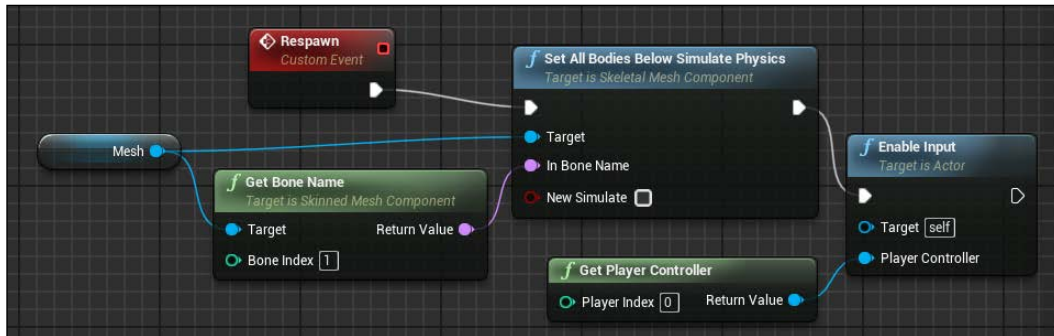 Respawn
Custom Event
f Set All Bodies Below Simulate Physics
Target is Skeletal Mesh Component
Target
In Bone Name
New Simulate
Mesh
f Get Bone Name
Target is Skinned Mesh Component
Target Return Value
Bone Index 1
f Enable Input
Target is Actor
Target self
Player Controller
f Get Player Controller
Player Index 0 Return Value